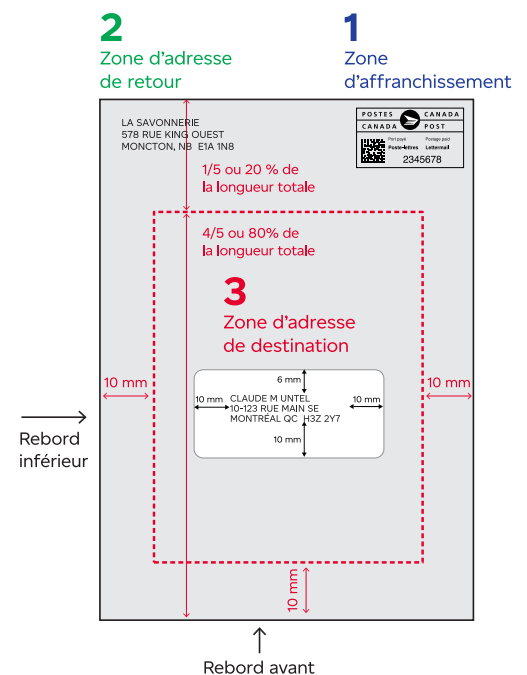 2
Zone d'adresse
de retour
1
Zone
d'affranchissement
LA SAVONNERIE
578 RUE KING OUEST
MONCTON, NB E1A 1N8
POSTES CANADA
CANADA POST
Port payé Postage paid
Poste-lettres Lettermail
2345678
1/5 ou 20 % de
la longueur totale
4/5 ou 80% de
la longueur totale
3
Zone d'adresse
de destination
10 mm
10 mm
6 mm
10 mm
CLAUDE M UNTEL
10-123 RUE MAIN SE
MONTRÉAL QC H3Z 2Y7
10 mm
10 mm
Rebord
inférieur
10 mm
Rebord avant